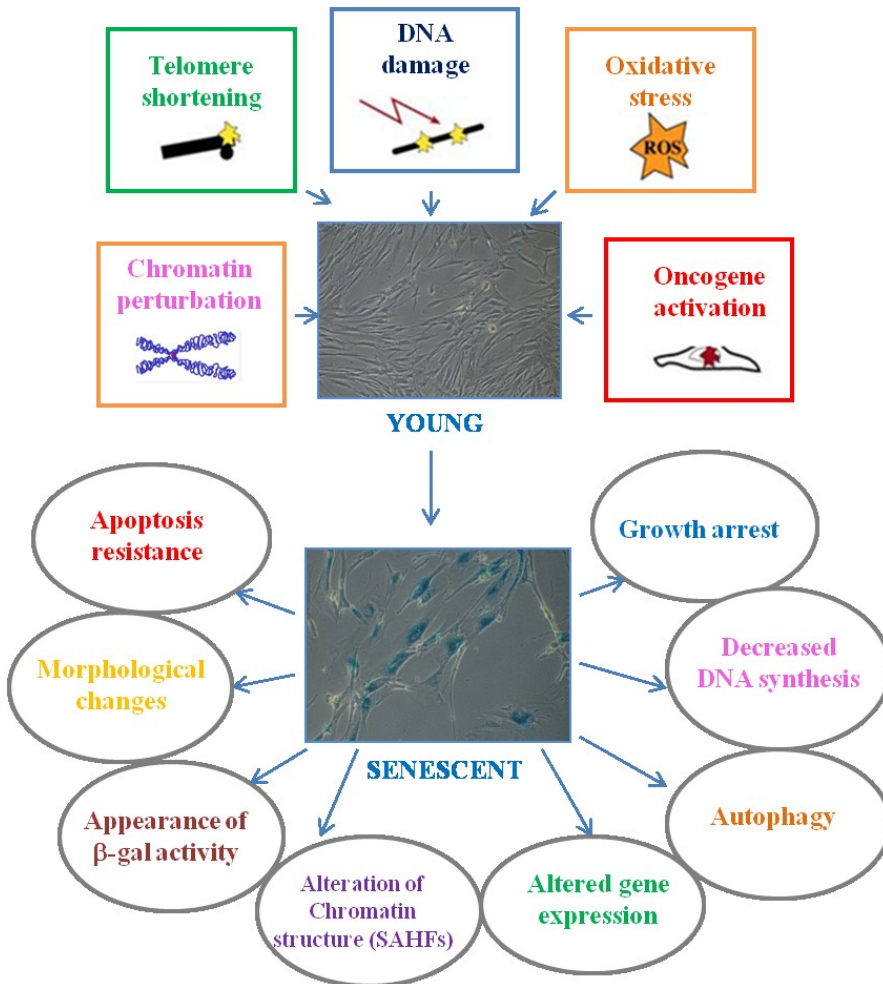 Telomere
shortening
DNA
damage
Oxidative
stress
ROS
Chromatin
perturbation
Oncogene
activation
YOUNG
Apoptosis
resistance
Growth arrest
Morphological
changes
Decreased
DNA synthesis
SENESCENT
Appearance of
β-gal activity
Autophagy
Alteration of
Chromatin
structure (SAHFs)
Altered gene
expression